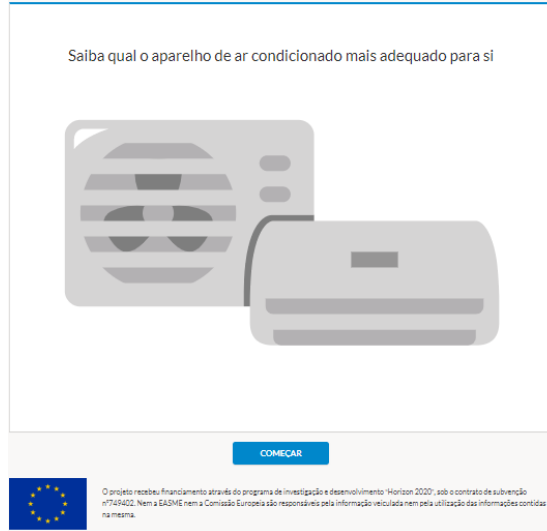 Saiba qual o aparelho de ar condicionado mais adequado para si
COMEÇAR
O projeto recebeu financiamento através do programa de investigação e desenvolvimento 'Horizon 2020', sob o contrato de subvenção
nº749402. Nem a EASME nem a Comissão Europeia são responsáveis pela informação veiculada nem pela utilização das informações contidas
na mesma.